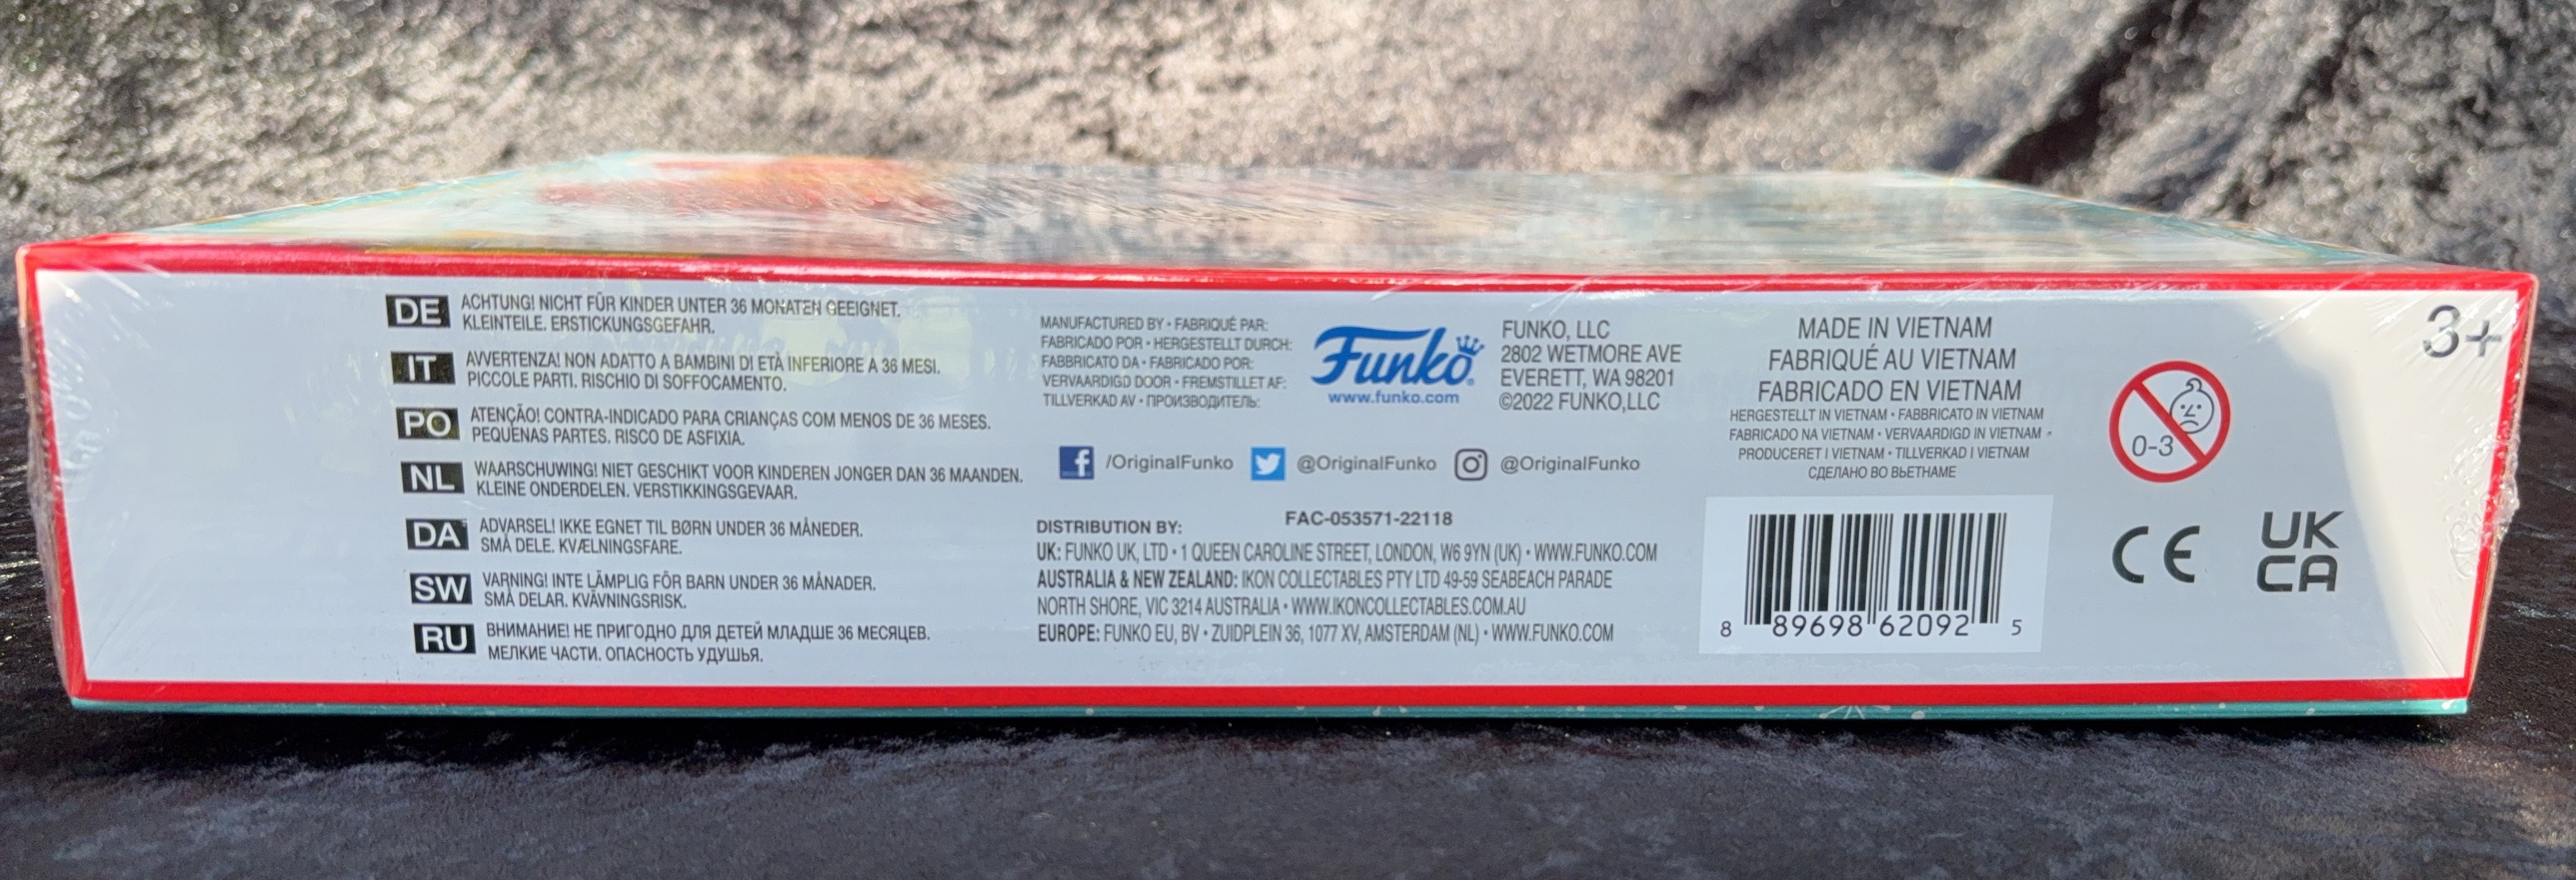 DE ACHTUNG! NICHT FÜR KINDER UNTER 36 MONATEN GEEIGNET.
KLEINTEILE. ERSTICKUNGSGEFAHR.
IT AVVERTENZA! NON ADATTO A BAMBINI DI ETÀ INFERIORE A 36 MESI.
PICCOLE PARTI. RISCHIO DI SOFFOCAMENTO.
PO ATENÇÃO! CONTRA-INDICADO PARA CRIANÇAS COM MENOS DE 36 MESES.
PEQUENAS PARTES. RISCO DE ASFIXIA.
NL WAARSCHUWING! NIET GESCHIKT VOOR KINDEREN JONGER DAN 36 MAANDEN.
KLEINE ONDERDELEN. VERSTIKKINGSGEVAAR.
DA ADVARSEL! IKKE EGNET TIL BØRN UNDER 36 MÅNEDER.
SMÅ DELE. KVÆLNINGSFARE.
SW VARNING! INTE LÄMPLIG FÖR BARN UNDER 36 MÅNADER.
SMÅ DELAR. KVÄVNINGSRISK.
RU ВНИМАНИЕ! НЕ ПРИГОДНО ДЛЯ ДЕТЕЙ МЛАДШЕ 36 МЕСЯЦЕВ.
МЕЛКИЕ ЧАСТИ. ОПАСНОСТЬ УДУШЬЯ.
MANUFACTURED BY • FABRIQUÉ PAR:
FABRICADO POR • HERGESTELLT DURCH:
FABBRICATO DA • FABRICADO POR:
VERVAARDIGD DOOR • FREMSTILLET AF:
TILLVERKAD AV • ПРОИЗВОДИТЕЛЬ:
Funko
www.funko.com
FUNKO, LLC
2802 WETMORE AVE
EVERETT, WA 98201
©2022 FUNKO,LLC
/OriginalFunko @OriginalFunko @OriginalFunko
FAC-053571-22118
DISTRIBUTION BY:
UK: FUNKO UK, LTD • 1 QUEEN CAROLINE STREET, LONDON, W6 9YN (UK) • WWW.FUNKO.COM
AUSTRALIA & NEW ZEALAND: IKON COLLECTABLES PTY LTD 49-59 SEABEACH PARADE
NORTH SHORE, VIC 3214 AUSTRALIA • WWW.IKONCOLLECTABLES.COM.AU
EUROPE: FUNKO EU, BV • ZUIDPLEIN 36, 1077 XV, AMSTERDAM (NL) • WWW.FUNKO.COM
MADE IN VIETNAM
FABRIQUÉ AU VIETNAM
FABRICADO EN VIETNAM
HERGESTELLT IN VIETNAM • FABBRICATO IN VIETNAM
FABRICADO NA VIETNAM • VERVAARDIGD IN VIETNAM •
PRODUCERET I VIETNAM • TILLVERKAD I VIETNAM
СДЕЛАНО ВО ВЬЕТНАМЕ
8 89698 62092 5
3+
0-3
CE
UK
CA